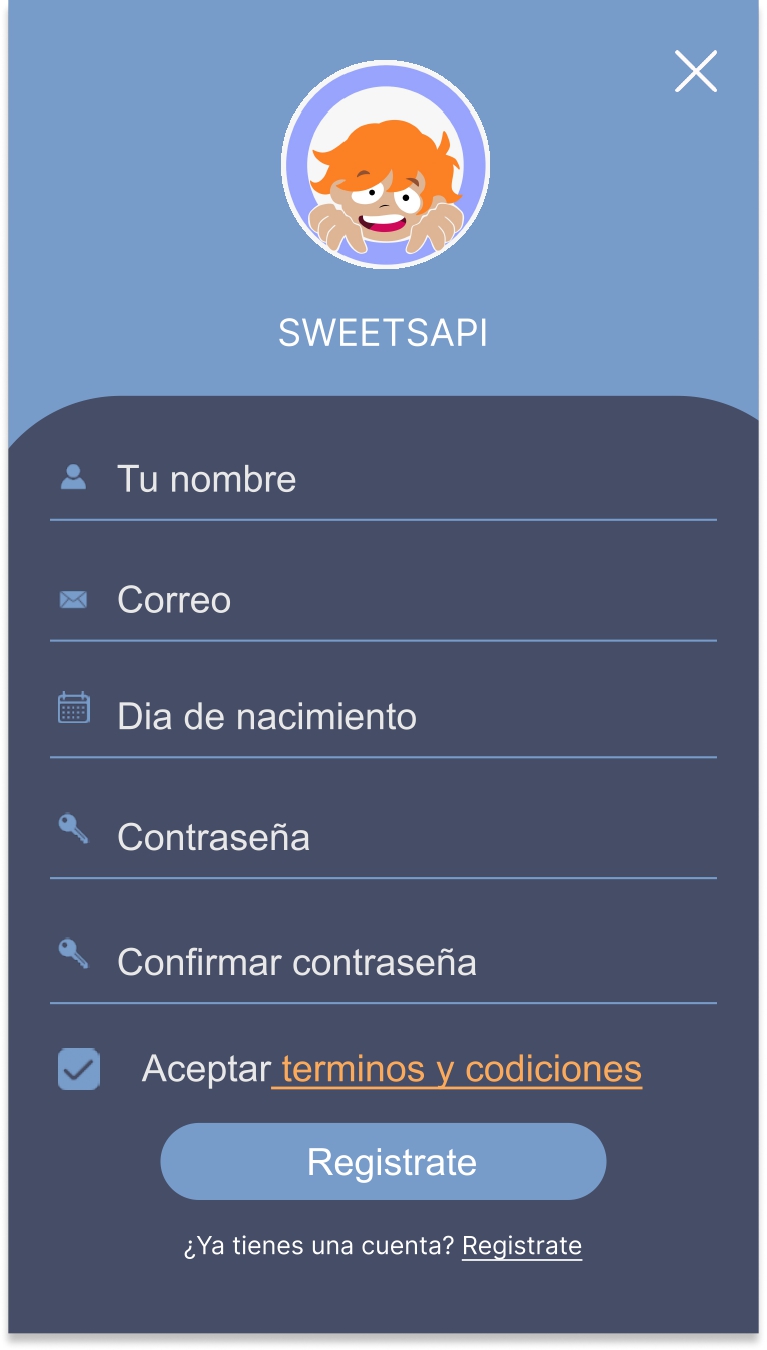 SWEETSAPI
Tu nombre
Correo
Dia de nacimiento
Contraseña
Confirmar contraseña
Aceptar terminos y codiciones
Registrate
¿Ya tienes una cuenta? Registrate